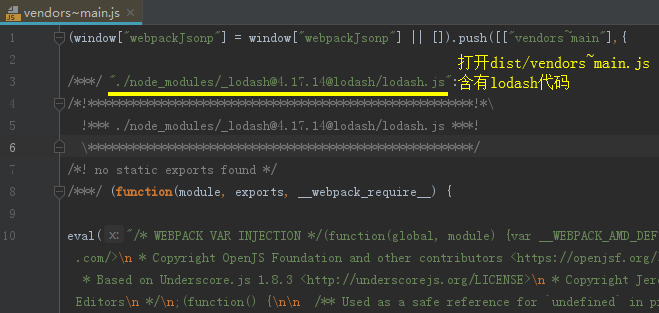 vendors~main.js ×
1 (window["webpackJsonp"] = window["webpackJsonp"] || []).push([["vendors~main"],{
2
3 /***/ "./node_modules/_lodash@4.17.14@lodash/lodash.js":
打开dist/vendors~main.js
含有lodash代码
4 /*!*******************************************************!*\
5 !*** ./node_modules/_lodash@4.17.14@lodash/lodash.js ***!
6 \*******************************************************/
7 /*! no static exports found */
8 /***/ (function(module, exports, __webpack_require__) {
9
10 eval( x: "/* WEBPACK VAR INJECTION */(function(global, module) {var __WEBPACK_AMD_DEF
.com/>\n * Copyright OpenJS Foundation and other contributors <https://openjsf.org/
* Based on Underscore.js 1.8.3 <http://underscorejs.org/LICENSE>\n * Copyright Jere
Editors\n */\n;(function() {\n\n /** Used as a safe reference for `undefined` in p